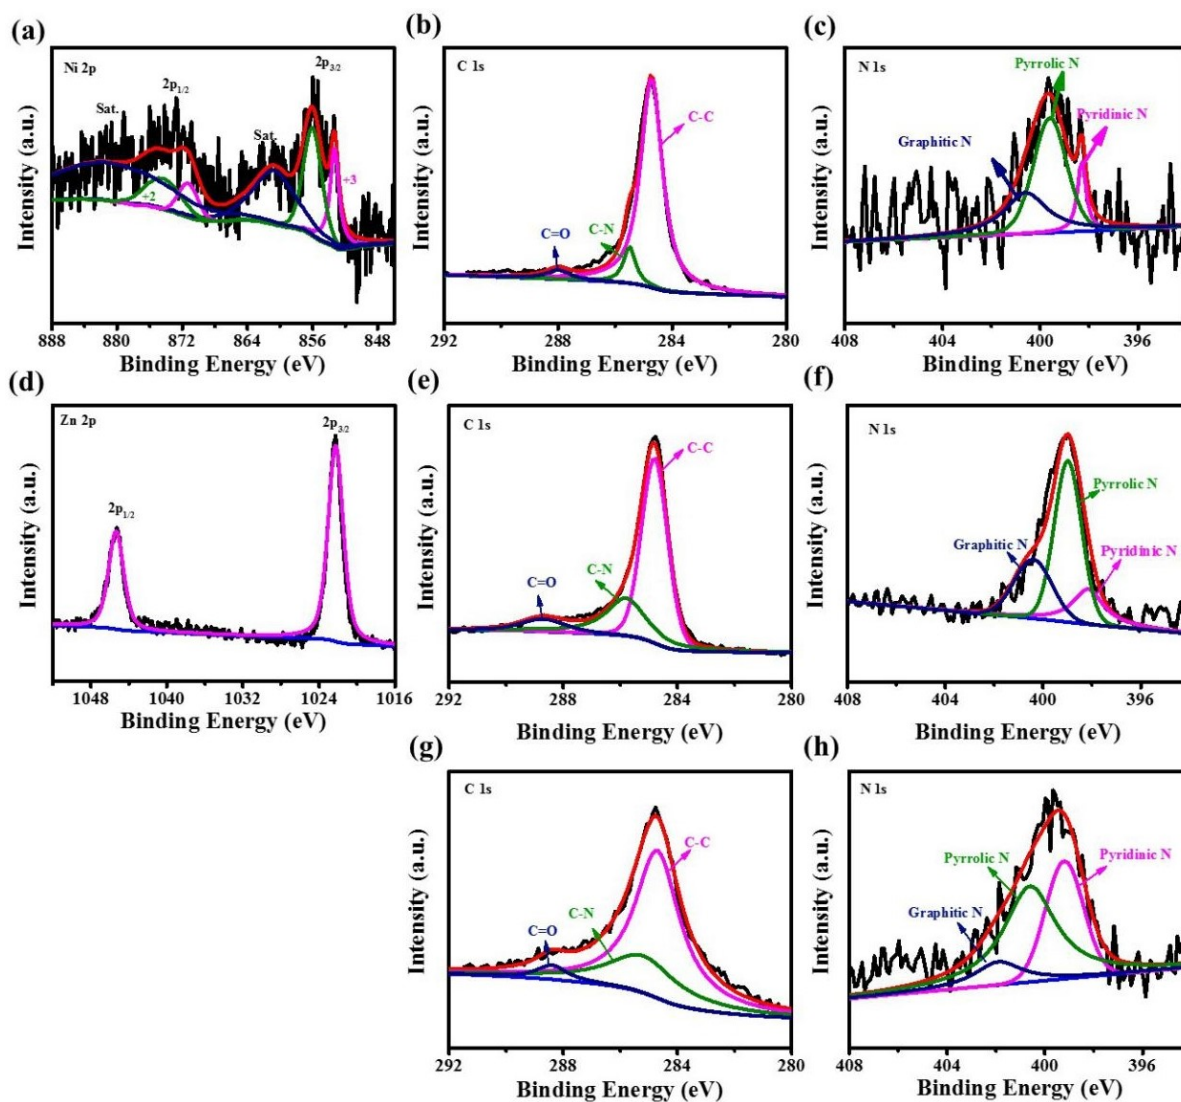 (a)
Ni 2p
2p3/2
2p1/2
Sat.
Sat.
+2
+3
Intensity (a.u.)
888 880 872 864 856 848
Binding Energy (eV)
(b)
C 1s
C-C
C-N
C=O
Intensity (a.u.)
292 288 284 280
Binding Energy (eV)
(c)
N 1s
Pyrrolic N
Pyridinic N
Graphitic N
Intensity (a.u.)
408 404 400 396
Binding Energy (eV)
(d)
Zn 2p
2p3/2
2p1/2
Intensity (a.u.)
1046 1040 1032 1024 1016
Binding Energy (eV)
(e)
C 1s
C-C
C-N
C=O
Intensity (a.u.)
292 288 284 280
Binding Energy (eV)
(f)
N 1s
Pyrrolic N
Graphitic N
Pyridinic N
Intensity (a.u.)
408 404 400 396
Binding Energy (eV)
(g)
C 1s
C-C
C-N
C=O
Intensity (a.u.)
292 288 284 280
Binding Energy (eV)
(h)
N 1s
Pyrrolic N
Pyridinic N
Graphitic N
Intensity (a.u.)
408 404 400 396
Binding Energy (eV)